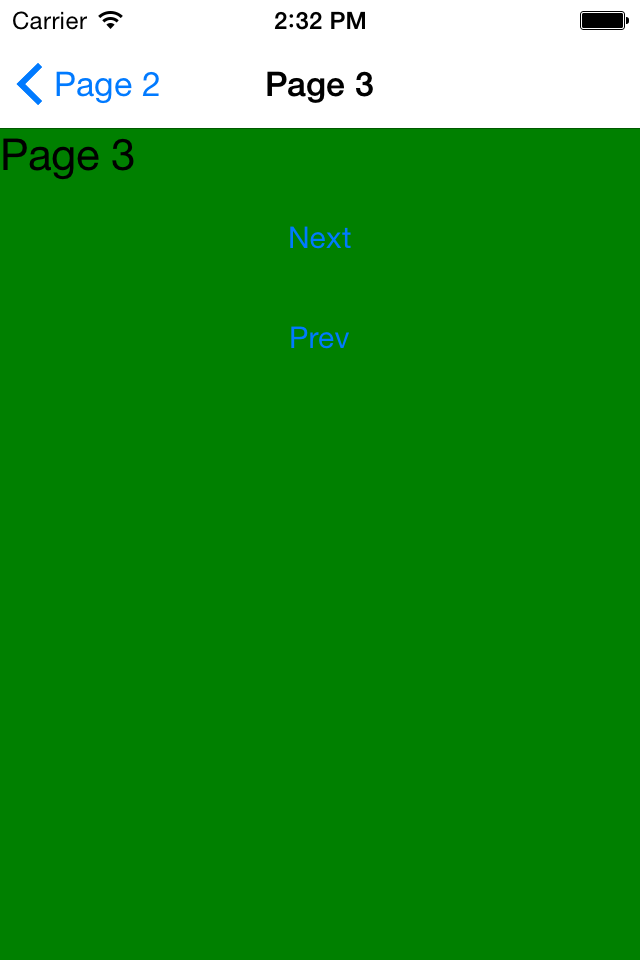 Carrier 2:32 PM
Page 2 Page 3
Page 3
Next
Prev